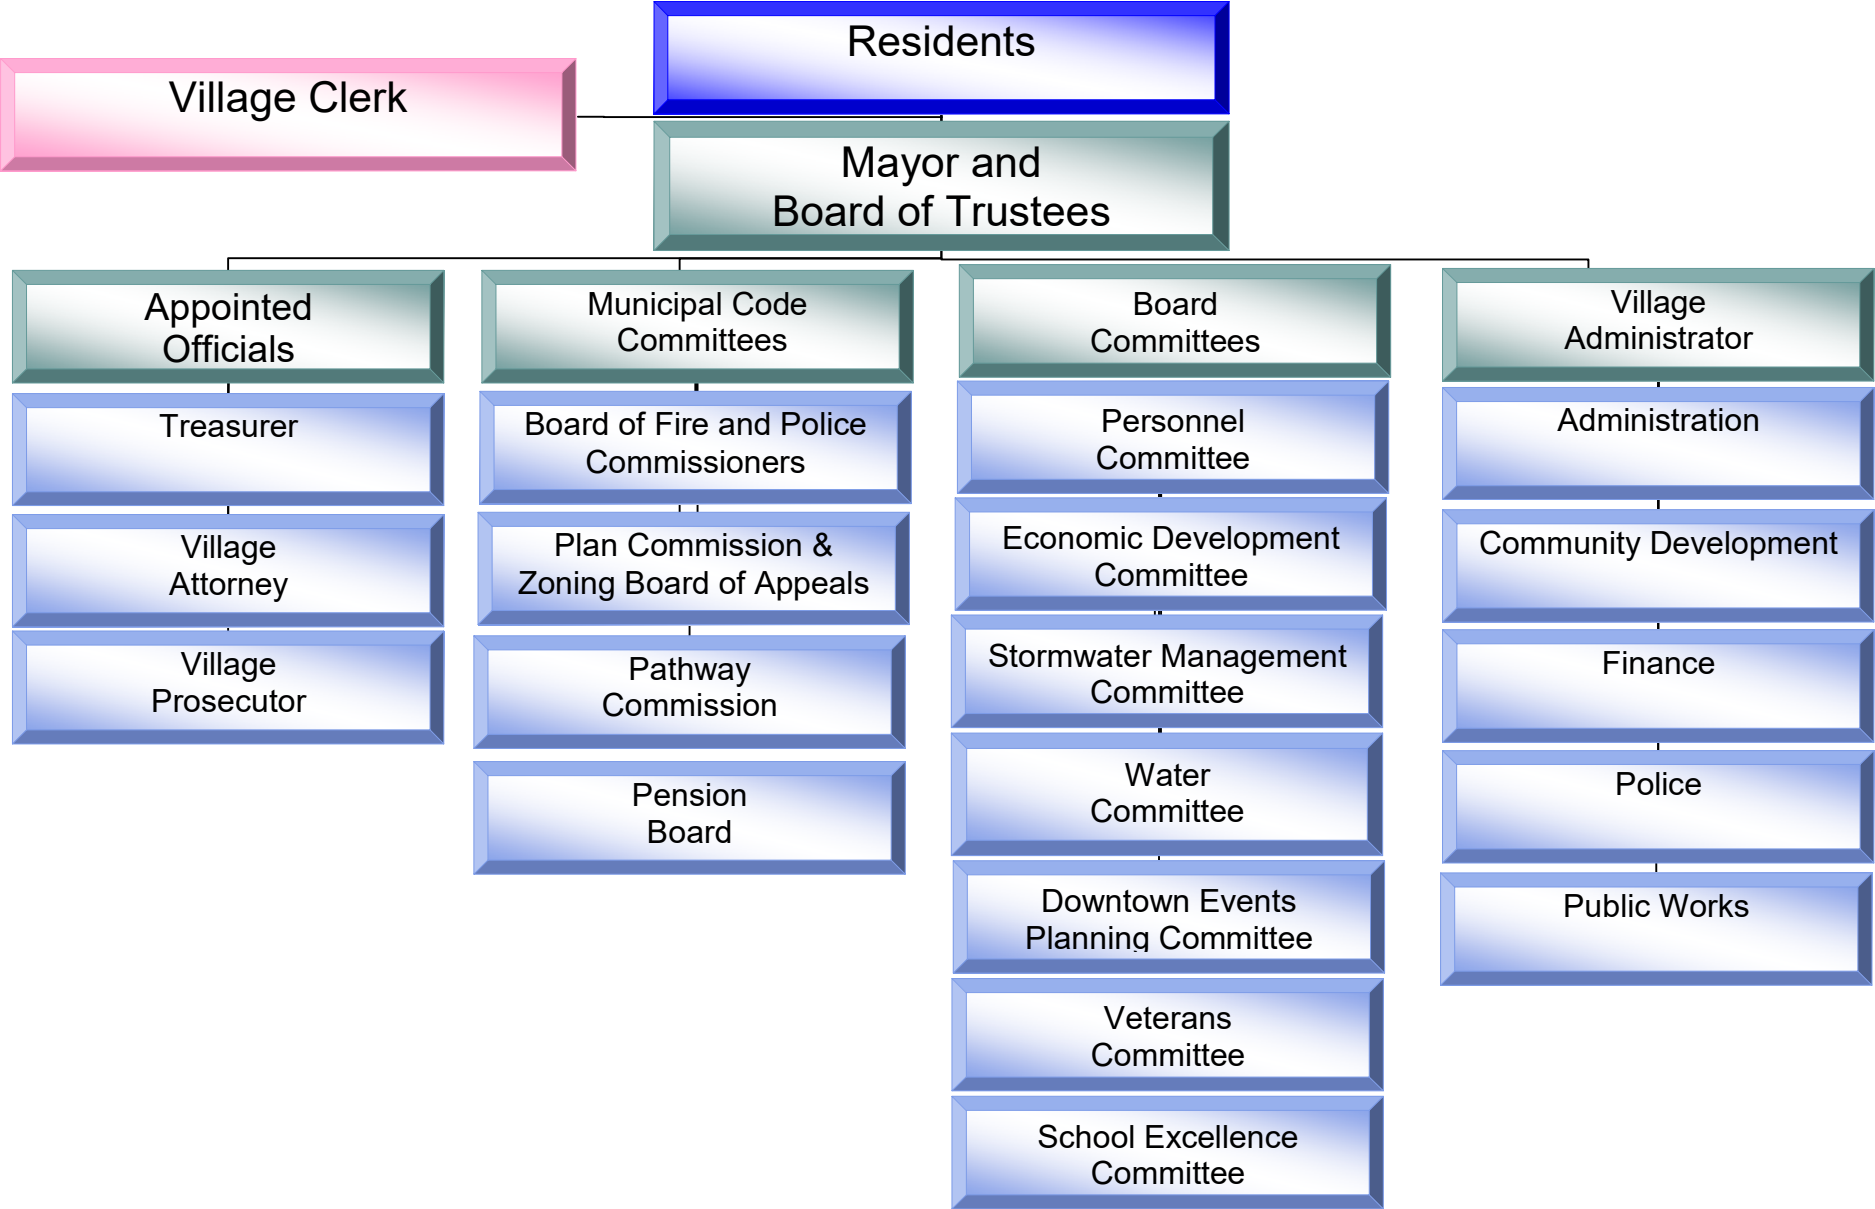 Residents
Village Clerk
Mayor and
Board of Trustees
Appointed
Officials
Treasurer
Village
Attorney
Village
Prosecutor
Municipal Code
Committees
Board of Fire and Police
Commissioners
Plan Commission &
Zoning Board of Appeals
Pathway
Commission
Pension
Board
Board
Committees
Personnel
Committee
Economic Development
Committee
Stormwater Management
Committee
Water
Committee
Downtown Events
Planning Committee
Veterans
Committee
School Excellence
Committee
Village
Administrator
Administration
Community Development
Finance
Police
Public Works